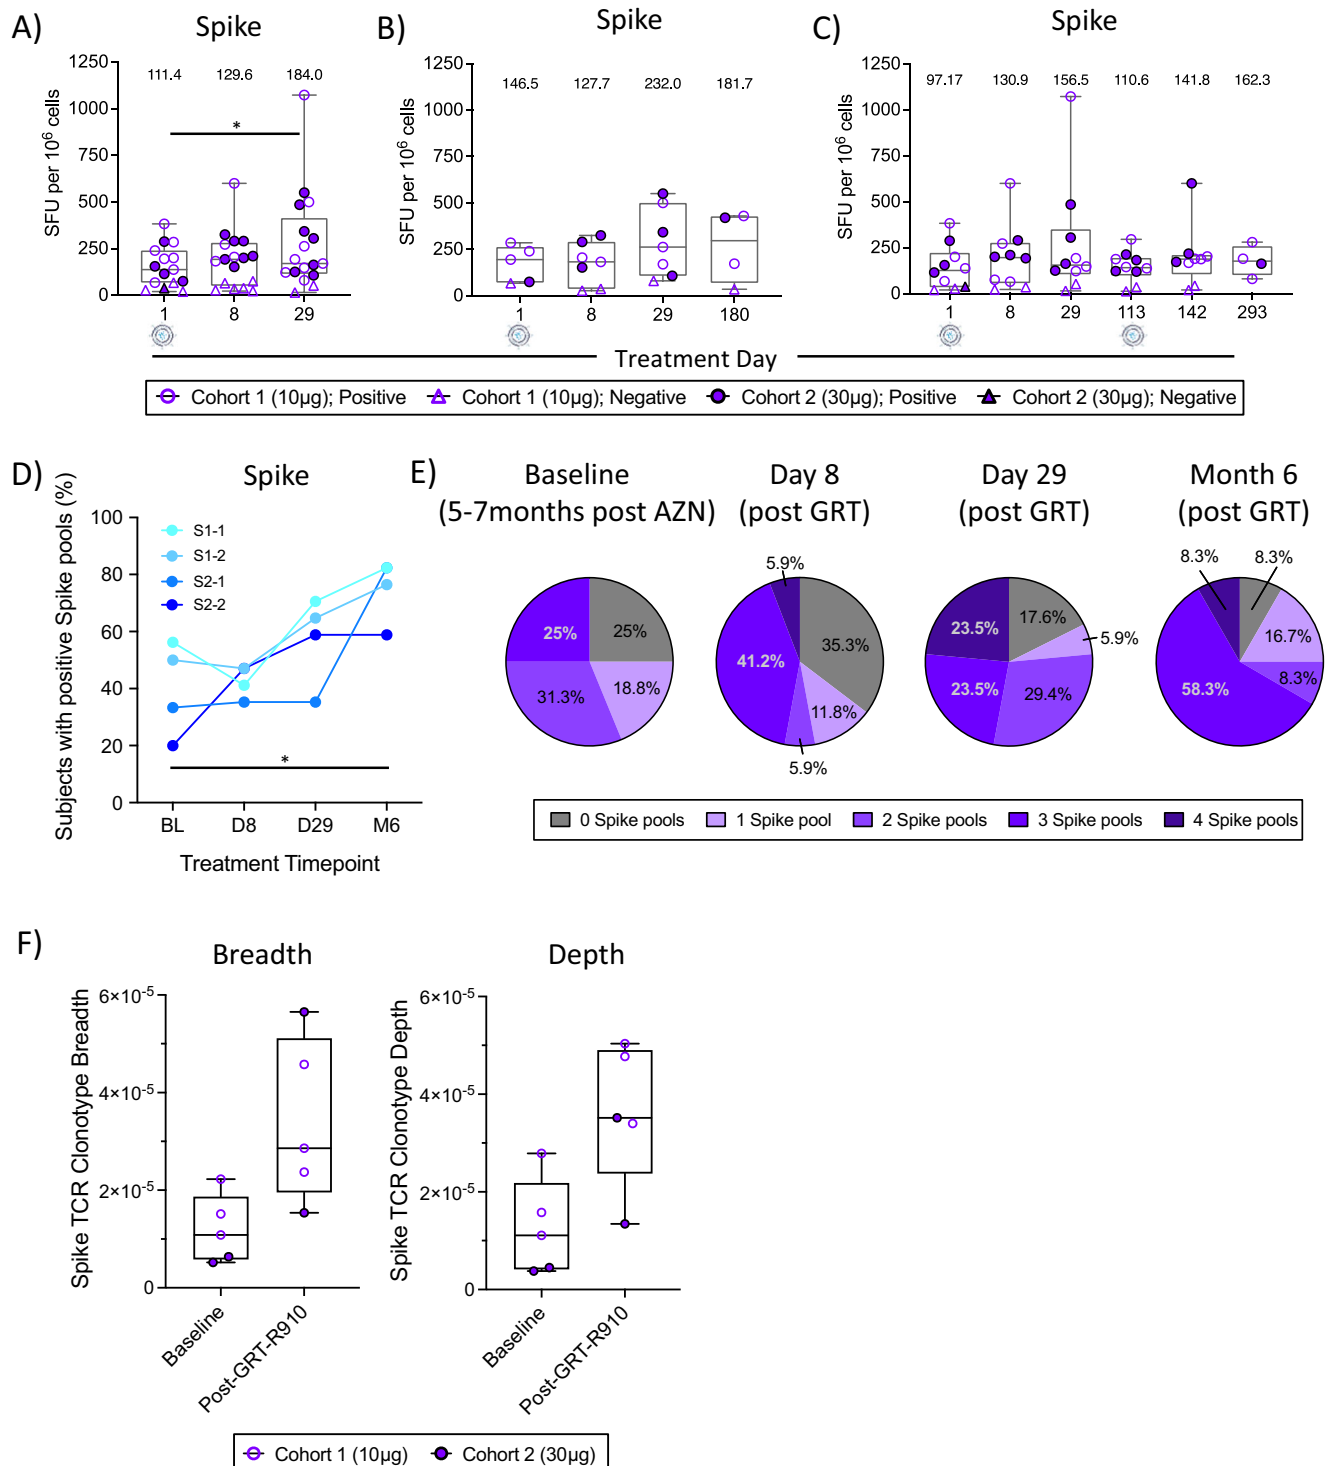 A)
Spike
SFU per 10⁶ cells
1250
1000
750
500
250
0
111.4 129.6 184.0
*
1 8 29
B)
Spike
SFU per 10⁶ cells
1250
1000
750
500
250
0
146.5 127.7 232.0 181.7
1 8 29 180
C)
Spike
SFU per 10⁶ cells
1250
1000
750
500
250
0
97.17 130.9 156.5 110.6 141.8 162.3
1 8 29 113 142 293
Treatment Day
Cohort 1 (10µg); Positive Cohort 1 (10µg); Negative Cohort 2 (30µg); Positive Cohort 2 (30µg); Negative
D)
Spike
Subjects with positive Spike pools (%)
100
80
60
40
20
0
S1-1
S1-2
S2-1
S2-2
*
BL D8 D29 M6
Treatment Timepoint
E)
Baseline
(5-7months post AZN)
25%
25%
31.3%
18.8%
Day 8
(post GRT)
5.9%
35.3%
41.2%
11.8%
5.9%
Day 29
(post GRT)
23.5%
17.6%
5.9%
23.5%
29.4%
Month 6
(post GRT)
8.3%
8.3%
16.7%
8.3%
58.3%
0 Spike pools 1 Spike pool 2 Spike pools 3 Spike pools 4 Spike pools
F)
Breadth
Spike TCR Clonotype Breadth
6×10⁻⁵
4×10⁻⁵
2×10⁻⁵
0
Baseline
Post-GRT-R910
Depth
Spike TCR Clonotype Depth
6×10⁻⁵
4×10⁻⁵
2×10⁻⁵
0
Baseline
Post-GRT-R910
Cohort 1 (10µg) Cohort 2 (30µg)